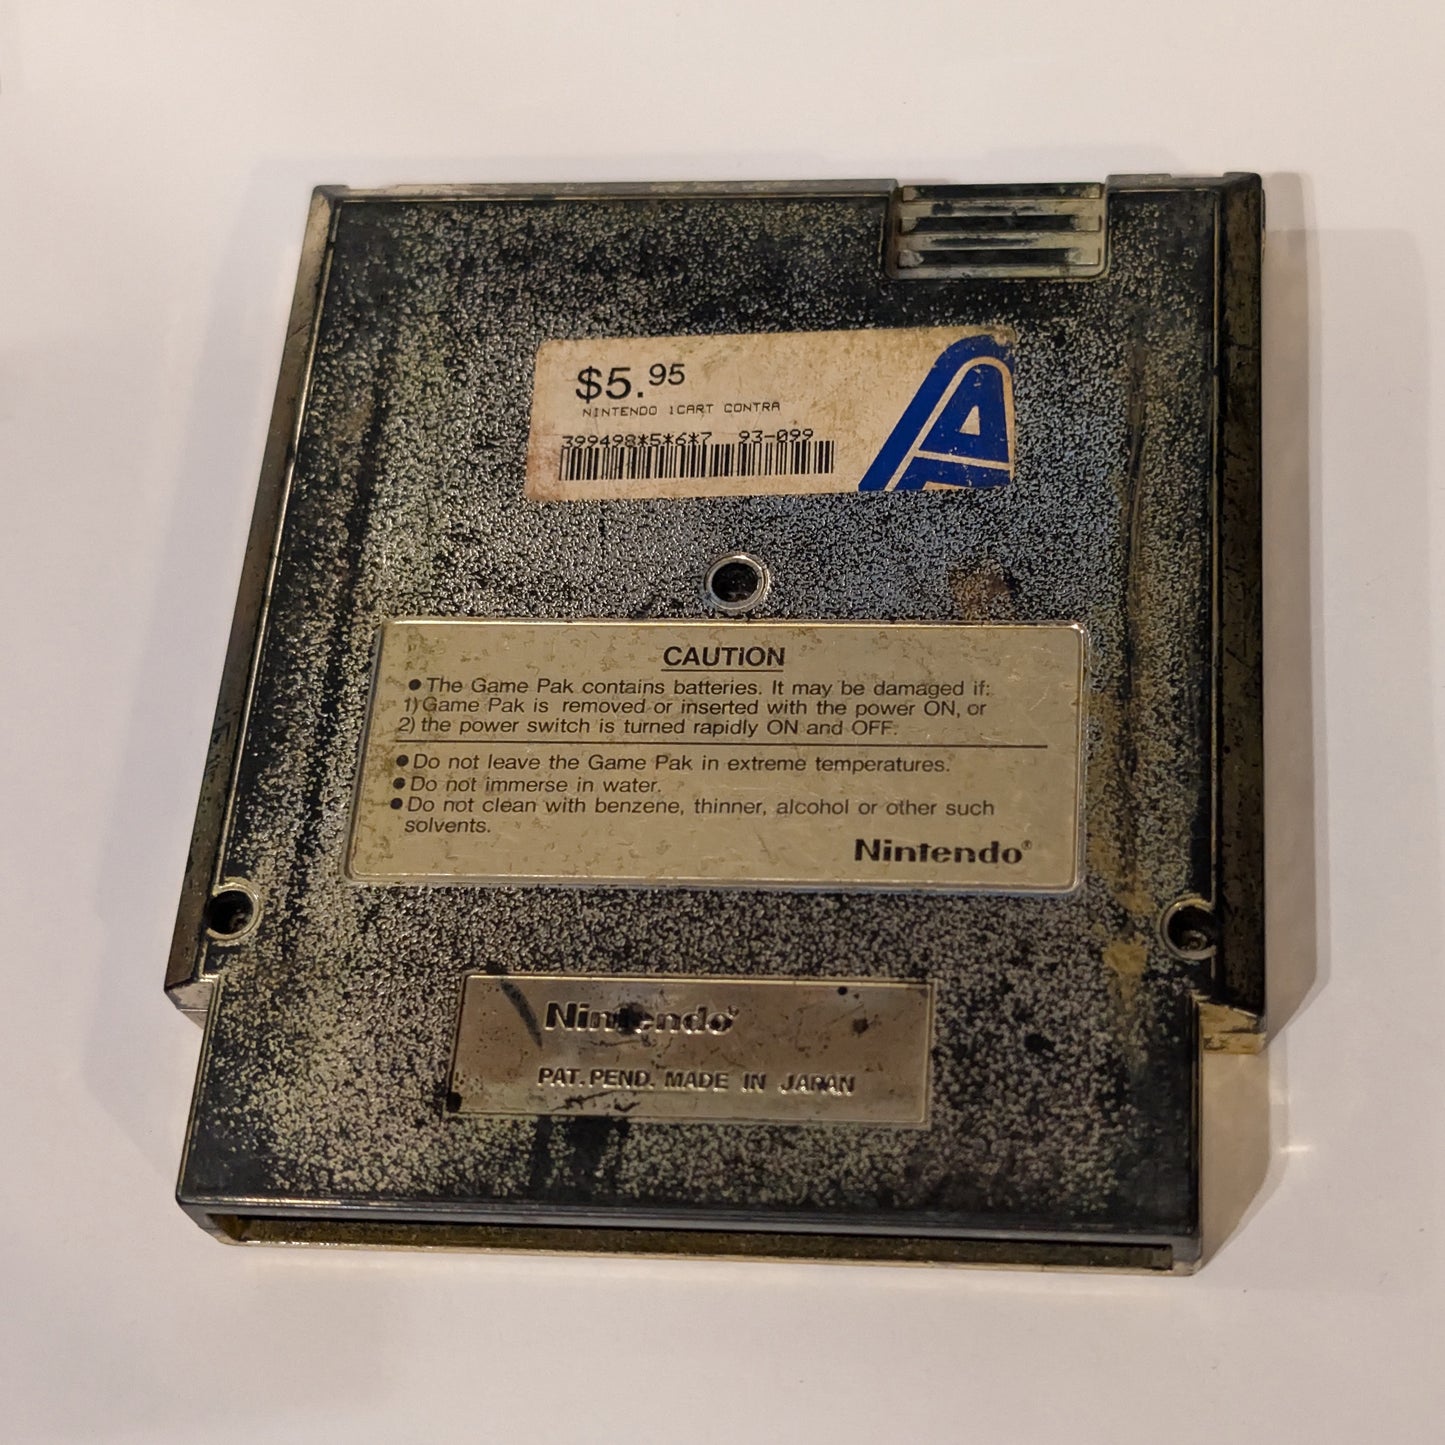 $5.95
NINTENDO 1CART CONTRA
399498*5*6*7 93-099
A
CAUTION
● The Game Pak contains batteries. It may be damaged if:
1) Game Pak is removed or inserted with the power ON, or
2) the power switch is turned rapidly ON and OFF.
● Do not leave the Game Pak in extreme temperatures.
● Do not immerse in water.
● Do not clean with benzene, thinner, alcohol or other such
solvents.
Nintendo®
Nintendo®
PAT. PEND. MADE IN JAPAN